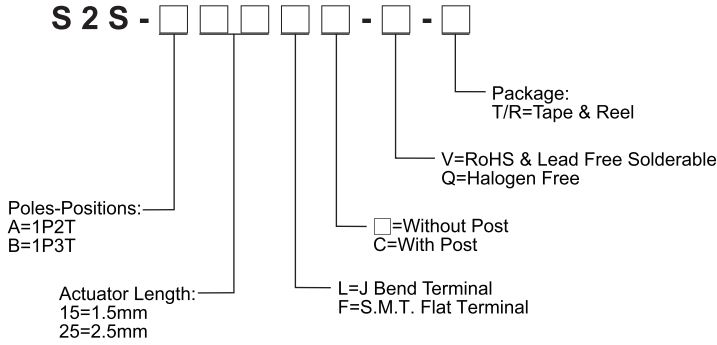 S2S-□ □□ □ □-□-□
Package:
T/R=Tape & Reel
V=RoHS & Lead Free Solderable
Q=Halogen Free
Poles-Positions:
A=1P2T
B=1P3T
□=Without Post
C=With Post
Actuator Length:
15=1.5mm
25=2.5mm
L=J Bend Terminal
F=S.M.T. Flat Terminal